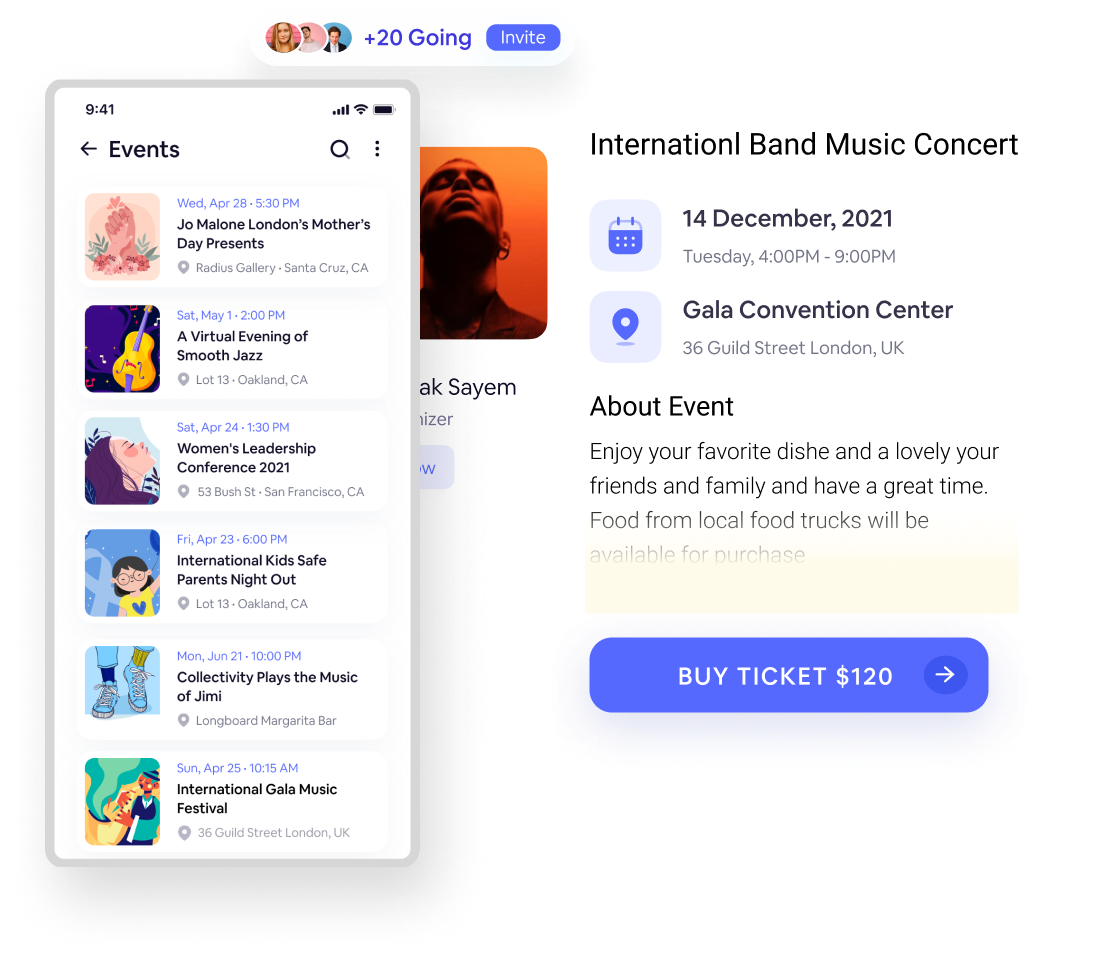 +20 Going
Invite
9:41
Events
Wed, Apr 28 • 5:30 PM
Jo Malone London’s Mother’s
Day Presents
Radius Gallery • Santa Cruz, CA
Sat, May 1 • 2:00 PM
A Virtual Evening of
Smooth Jazz
Lot 13 • Oakland, CA
Sat, Apr 24 • 1:30 PM
Women's Leadership
Conference 2021
53 Bush St • San Francisco, CA
Fri, Apr 23 • 6:00 PM
International Kids Safe
Parents Night Out
Lot 13 • Oakland, CA
Mon, Jun 21 • 10:00 PM
Collectivity Plays the Music
of Jimi
Longboard Margarita Bar
Sun, Apr 25 • 10:15 AM
International Gala Music
Festival
36 Guild Street London, UK
Sayem
Internationl Band Music Concert
14 December, 2021
Tuesday, 4:00PM - 9:00PM
Gala Convention Center
36 Guild Street London, UK
About Event
Enjoy your favorite dishe and a lovely your
friends and family and have a great time.
Food from local food trucks will be
available for purchase
BUY TICKET $120